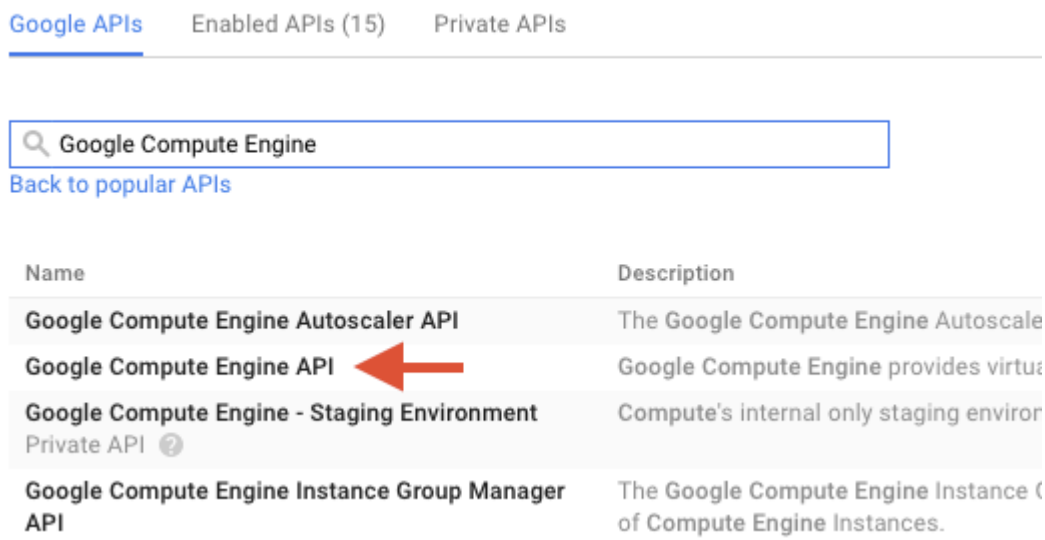 Google APIs Enabled APIs (15) Private APIs
Google Compute Engine
Back to popular APIs
Name Description
Google Compute Engine Autoscaler API The Google Compute Engine
Google Compute Engine API Google Compute Engine provides
Google Compute Engine - Staging Environment Compute's internal only staging
Private API ?
Google Compute Engine Instance Group Manager The Google Compute Engine Instance
API of Compute Engine Instances.